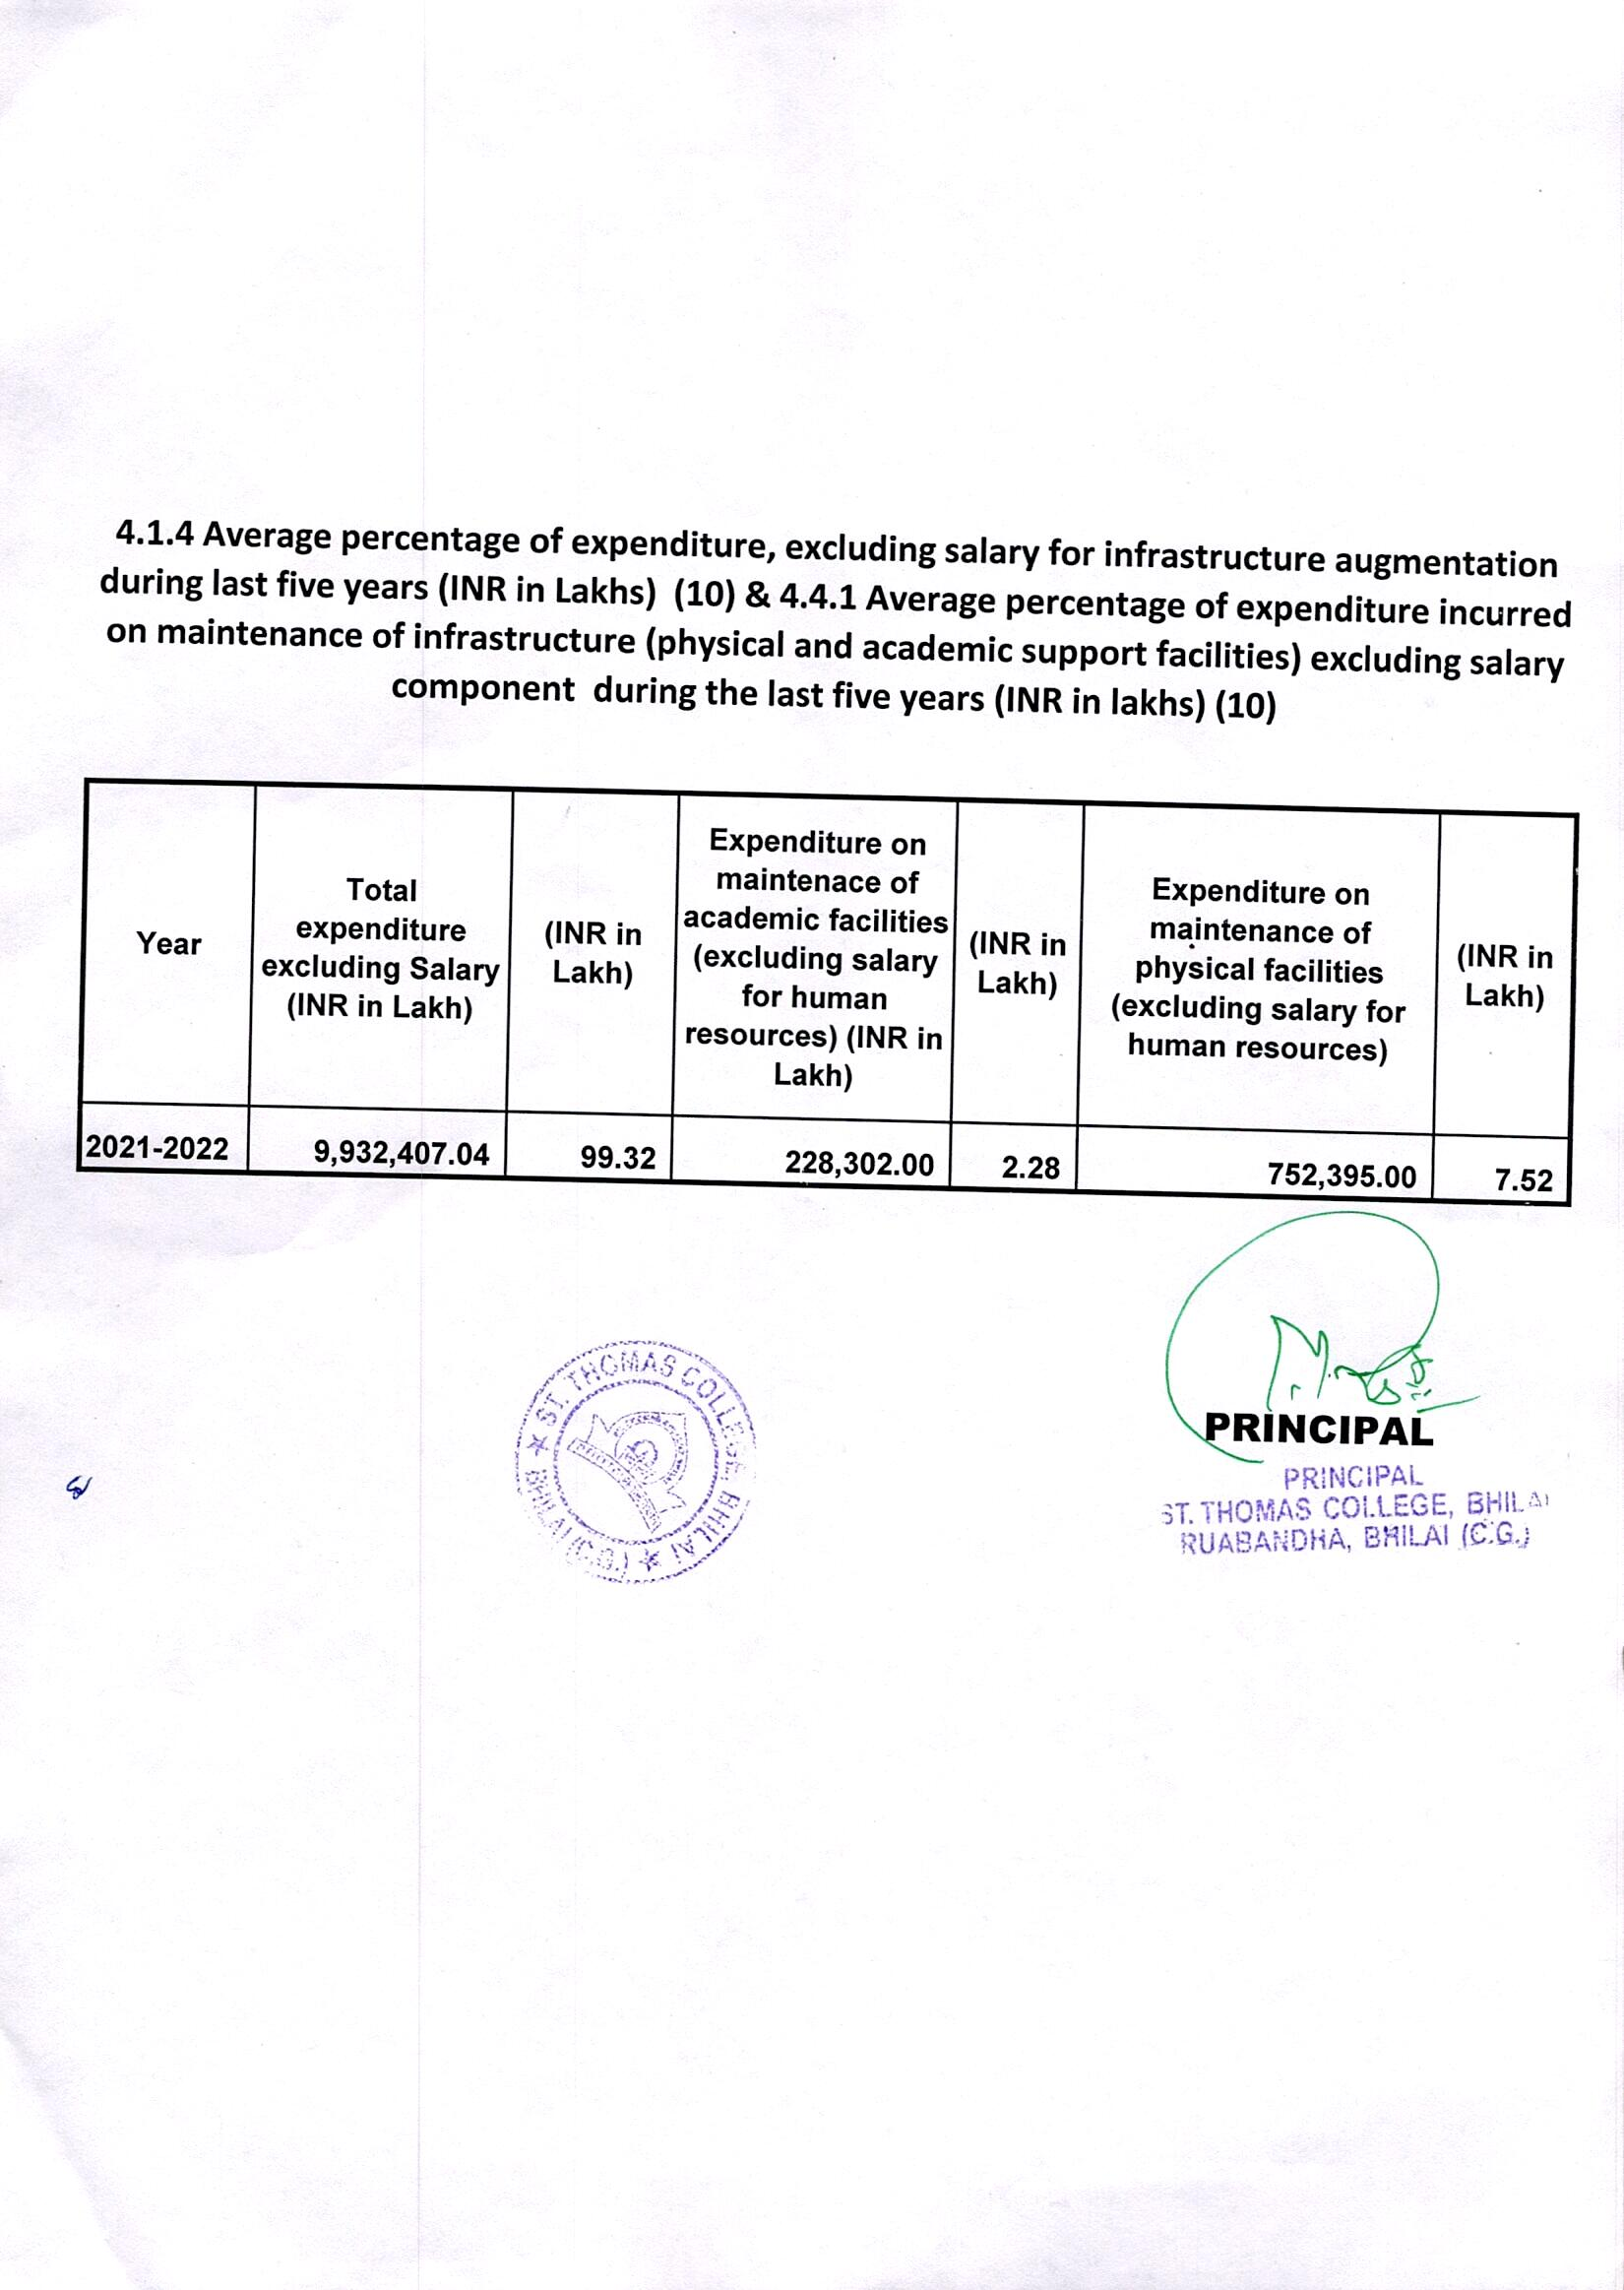 4.1.4 Average percentage of expenditure, excluding salary for infrastructure augmentation
during last five years (INR in Lakhs) (10) & 4.4.1 Average percentage of expenditure incurred
on maintenance of infrastructure (physical and academic support facilities) excluding salary
component during the last five years (INR in lakhs) (10)
Year
Total
expenditure
excluding Salary
(INR in Lakh)
(INR in
Lakh)
Expenditure on
maintenace of
academic facilities
(excluding salary
for human
resources) (INR in
Lakh)
(INR in
Lakh)
Expenditure on
maintenance of
physical facilities
(excluding salary for
human resources)
(INR in
Lakh)
2021-2022 9,932,407.04 99.32 228,302.00 2.28 752,395.00 7.52
ST. THOMAS COLLEGE, BHILAI
BHILAI (C.G.)
PRINCIPAL
PRINCIPAL
ST. THOMAS COLLEGE, BHILAI
RUABANDHA, BHILAI (C.G.)